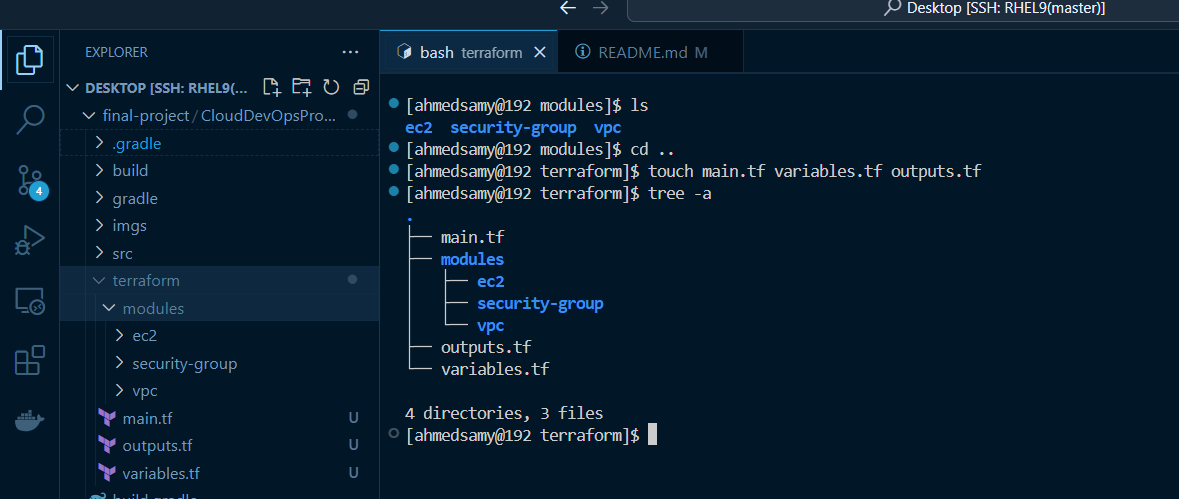 Desktop [SSH: RHEL9(master)]
EXPLORER
DESKTOP [SSH: RHEL9(...
final-project / CloudDevOpsPro...
.gradle
build
gradle
imgs
src
terraform
modules
ec2
security-group
vpc
main.tf U
outputs.tf U
variables.tf U
build.gradle
4
bash terraform
README.md M
[ahmedsamy@192 modules]$ ls
ec2 security-group vpc
[ahmedsamy@192 modules]$ cd ..
[ahmedsamy@192 terraform]$ touch main.tf variables.tf outputs.tf
[ahmedsamy@192 terraform]$ tree -a
.
├── main.tf
├── modules
│   ├── ec2
│   ├── security-group
│   └── vpc
├── outputs.tf
└── variables.tf
4 directories, 3 files
[ahmedsamy@192 terraform]$